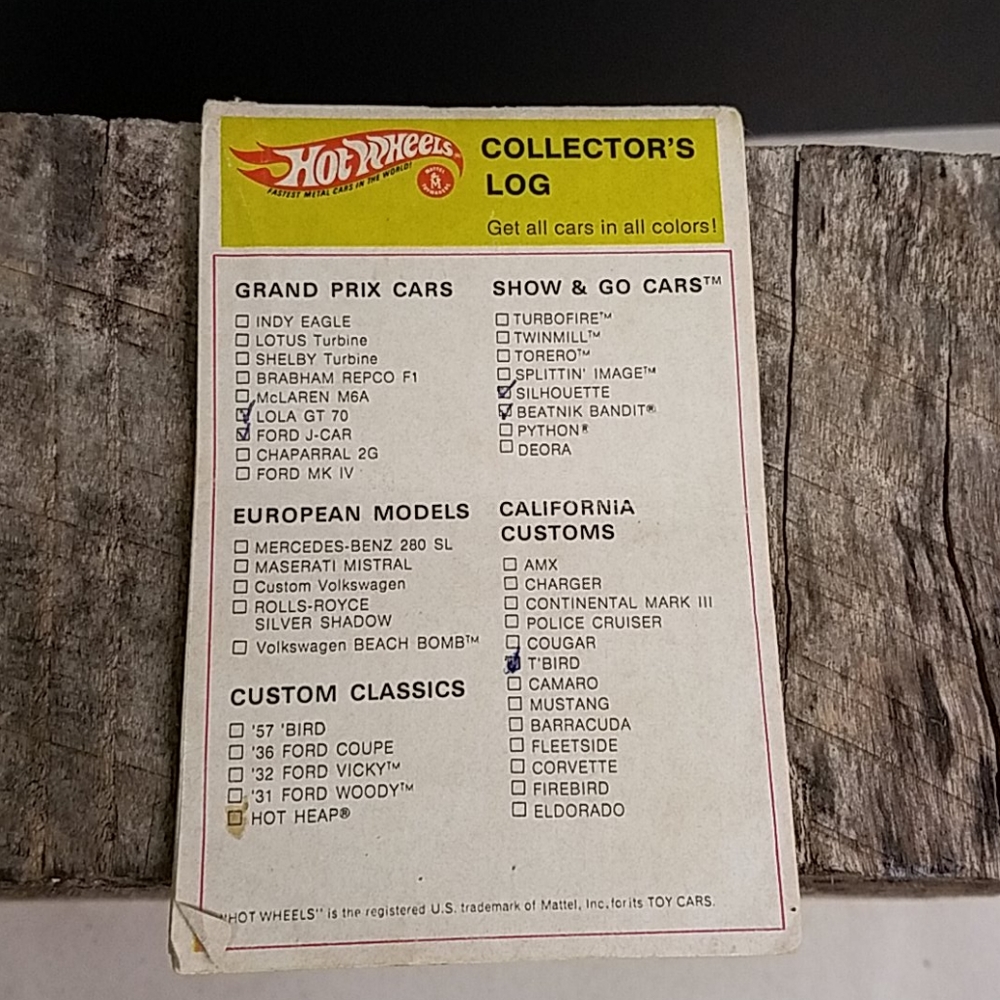 Hot Wheels
FASTEST METAL CARS IN THE WORLD!
MATTEL
COLLECTOR'S
LOG
Get all cars in all colors!
GRAND PRIX CARS
INDY EAGLE
LOTUS Turbine
SHELBY Turbine
BRABHAM REPCO F1
McLAREN M6A
LOLA GT 70
FORD J-CAR
CHAPARRAL 2G
FORD MK IV
EUROPEAN MODELS
MERCEDES-BENZ 280 SL
MASERATI MISTRAL
Custom Volkswagen
ROLLS-ROYCE
SILVER SHADOW
Volkswagen BEACH BOMB™
CUSTOM CLASSICS
'57 'BIRD
'36 FORD COUPE
'32 FORD VICKY™
'31 FORD WOODY™
HOT HEAP®
SHOW & GO CARS™
TURBOFIRE™
TWINMILL™
TORERO™
SPLITTIN' IMAGE™
SILHOUETTE
BEATNIK BANDIT®
PYTHON®
DEORA
CALIFORNIA
CUSTOMS
AMX
CHARGER
CONTINENTAL MARK III
POLICE CRUISER
COUGAR
T'BIRD
CAMARO
MUSTANG
BARRACUDA
FLEETSIDE
CORVETTE
FIREBIRD
ELDORADO
"HOT WHEELS" is the registered U.S. trademark of Mattel, Inc. for its TOY CARS.